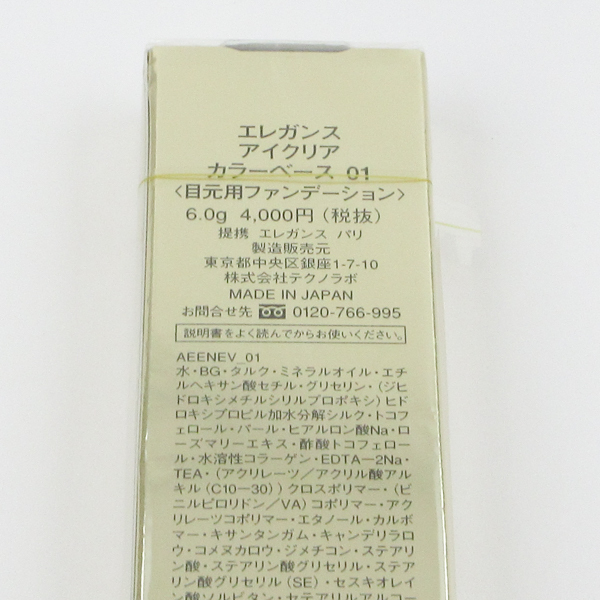 エレガンス
アイクリア
カラーベース 01
〈目元用ファンデーション〉
6.0g 4,000円（税抜）
提携 エレガンス パリ
製造販売元
東京都中央区銀座1-7-10
株式会社テクノラボ
MADE IN JAPAN
お問合せ先 0120-766-995
説明書をよく読んでからお使いください。
AEENEV_01
水・BG・タルク・ミネラルオイル・エチ
ルヘキサン酸セチル・グリセリン・（ジヒ
ドロキシメチルシリルプロポキシ）ヒド
ロキシプロピル加水分解シルク・トコフ
ェロール・パール・ヒアルロン酸Na・ロ
ーズマリーエキス・酢酸トコフェロー
ル・水溶性コラーゲン・EDTA－2Na・
TEA・（アクリレーツ／アクリル酸アル
キル（C10－30））クロスポリマー・（ビ
ニルピロリドン／VA）コポリマー・アク
リレーツコポリマー・エタノール・カルボ
マー・キサンタンガム・キャンデリラロ
ウ・コメヌカロウ・ジメチコン・ステアリ
ン酸・ステアリン酸グリセリル・ステア
リン酸グリセリル（SE）・セスキオレイ
ン酸ソルビタン・セテアリルアルコー